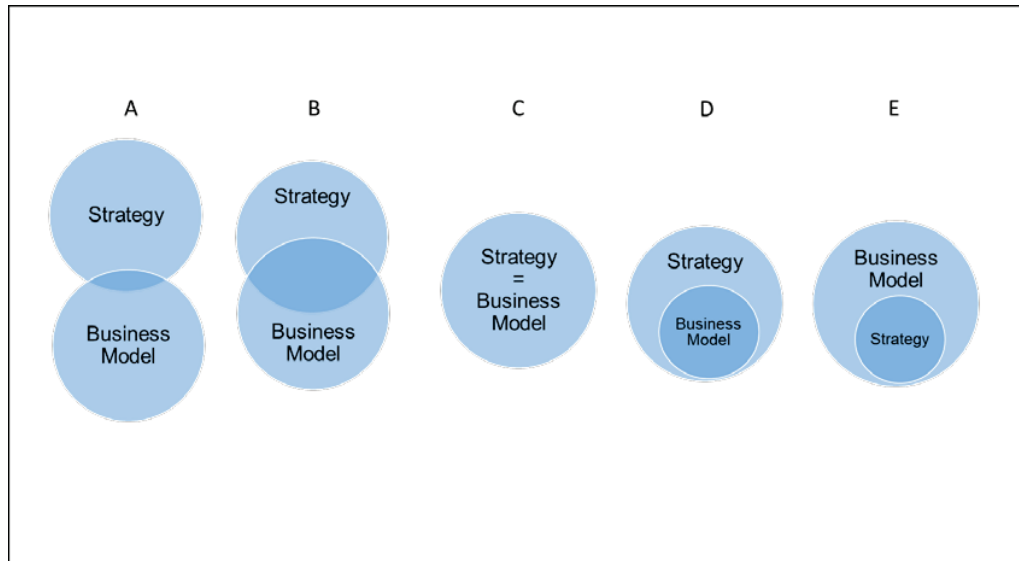 A
B
C
D
E
Strategy
Business
Model
Strategy
Business
Model
Strategy
=
Business
Model
Strategy
Business
Model
Business
Model
Strategy